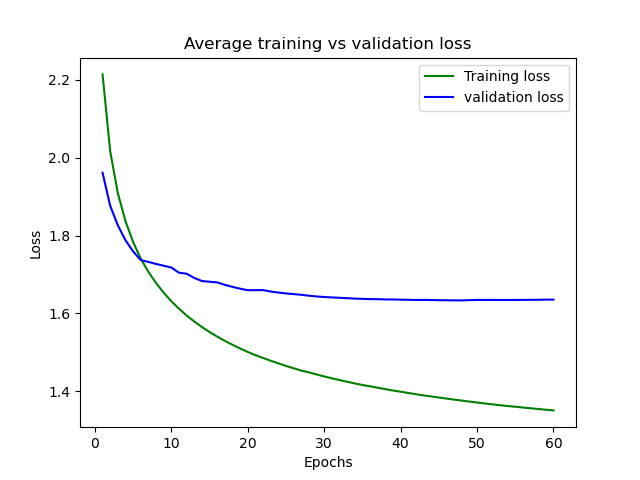 Average training vs validation loss
Training loss
validation loss
Loss
2.2
2.0
1.8
1.6
1.4
0 10 20 30 40 50 60
Epochs